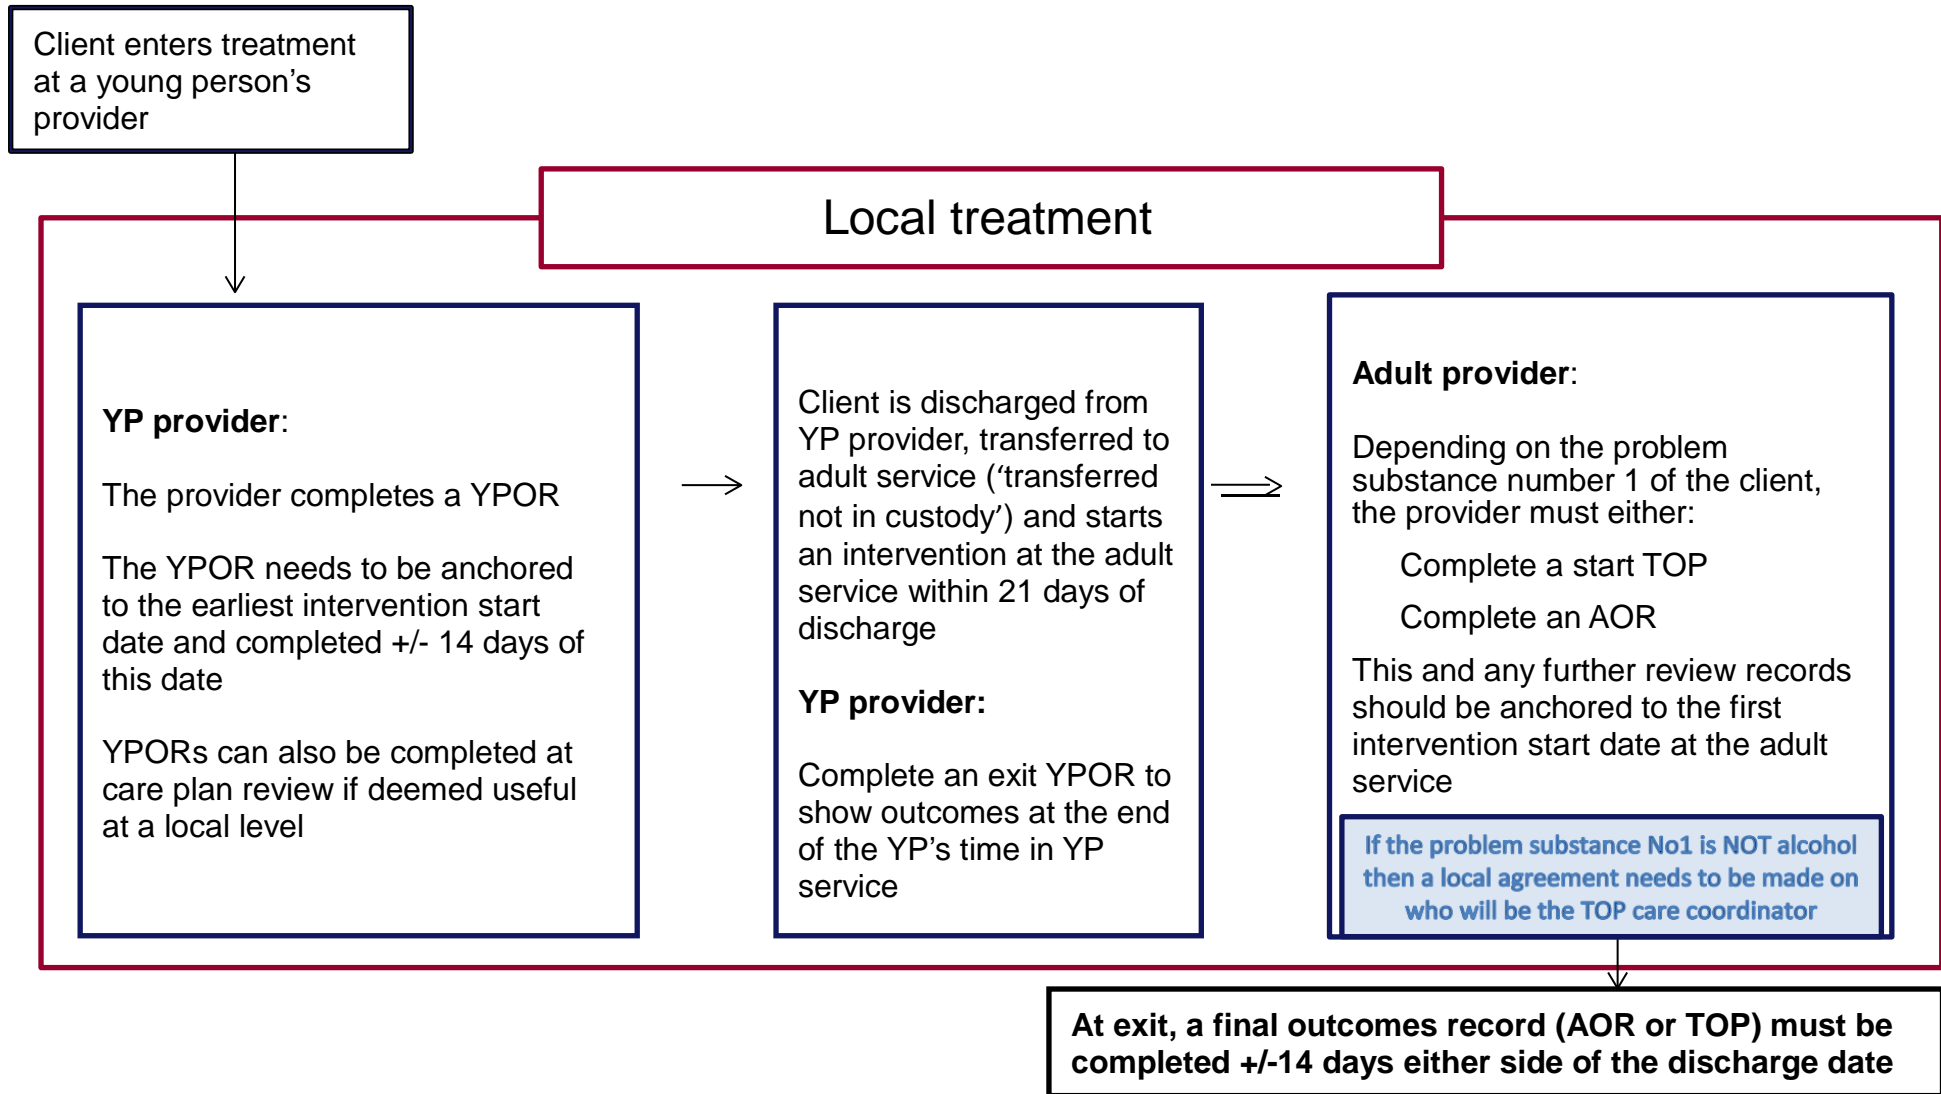 Client enters treatment
at a young person’s
provider
Local treatment
YP provider:
The provider completes a YPOR
The YPOR needs to be anchored
to the earliest intervention start
date and completed +/- 14 days of
this date
YPORs can also be completed at
care plan review if deemed useful
at a local level
Client is discharged from
YP provider, transferred to
adult service (‘transferred
not in custody’) and starts
an intervention at the adult
service within 21 days of
discharge
YP provider:
Complete an exit YPOR to
show outcomes at the end
of the YP’s time in YP
service
Adult provider:
Depending on the problem
substance number 1 of the client,
the provider must either:
Complete a start TOP
Complete an AOR
This and any further review records
should be anchored to the first
intervention start date at the adult
service
If the problem substance No1 is NOT alcohol
then a local agreement needs to be made on
who will be the TOP care coordinator
At exit, a final outcomes record (AOR or TOP) must be
completed +/-14 days either side of the discharge date